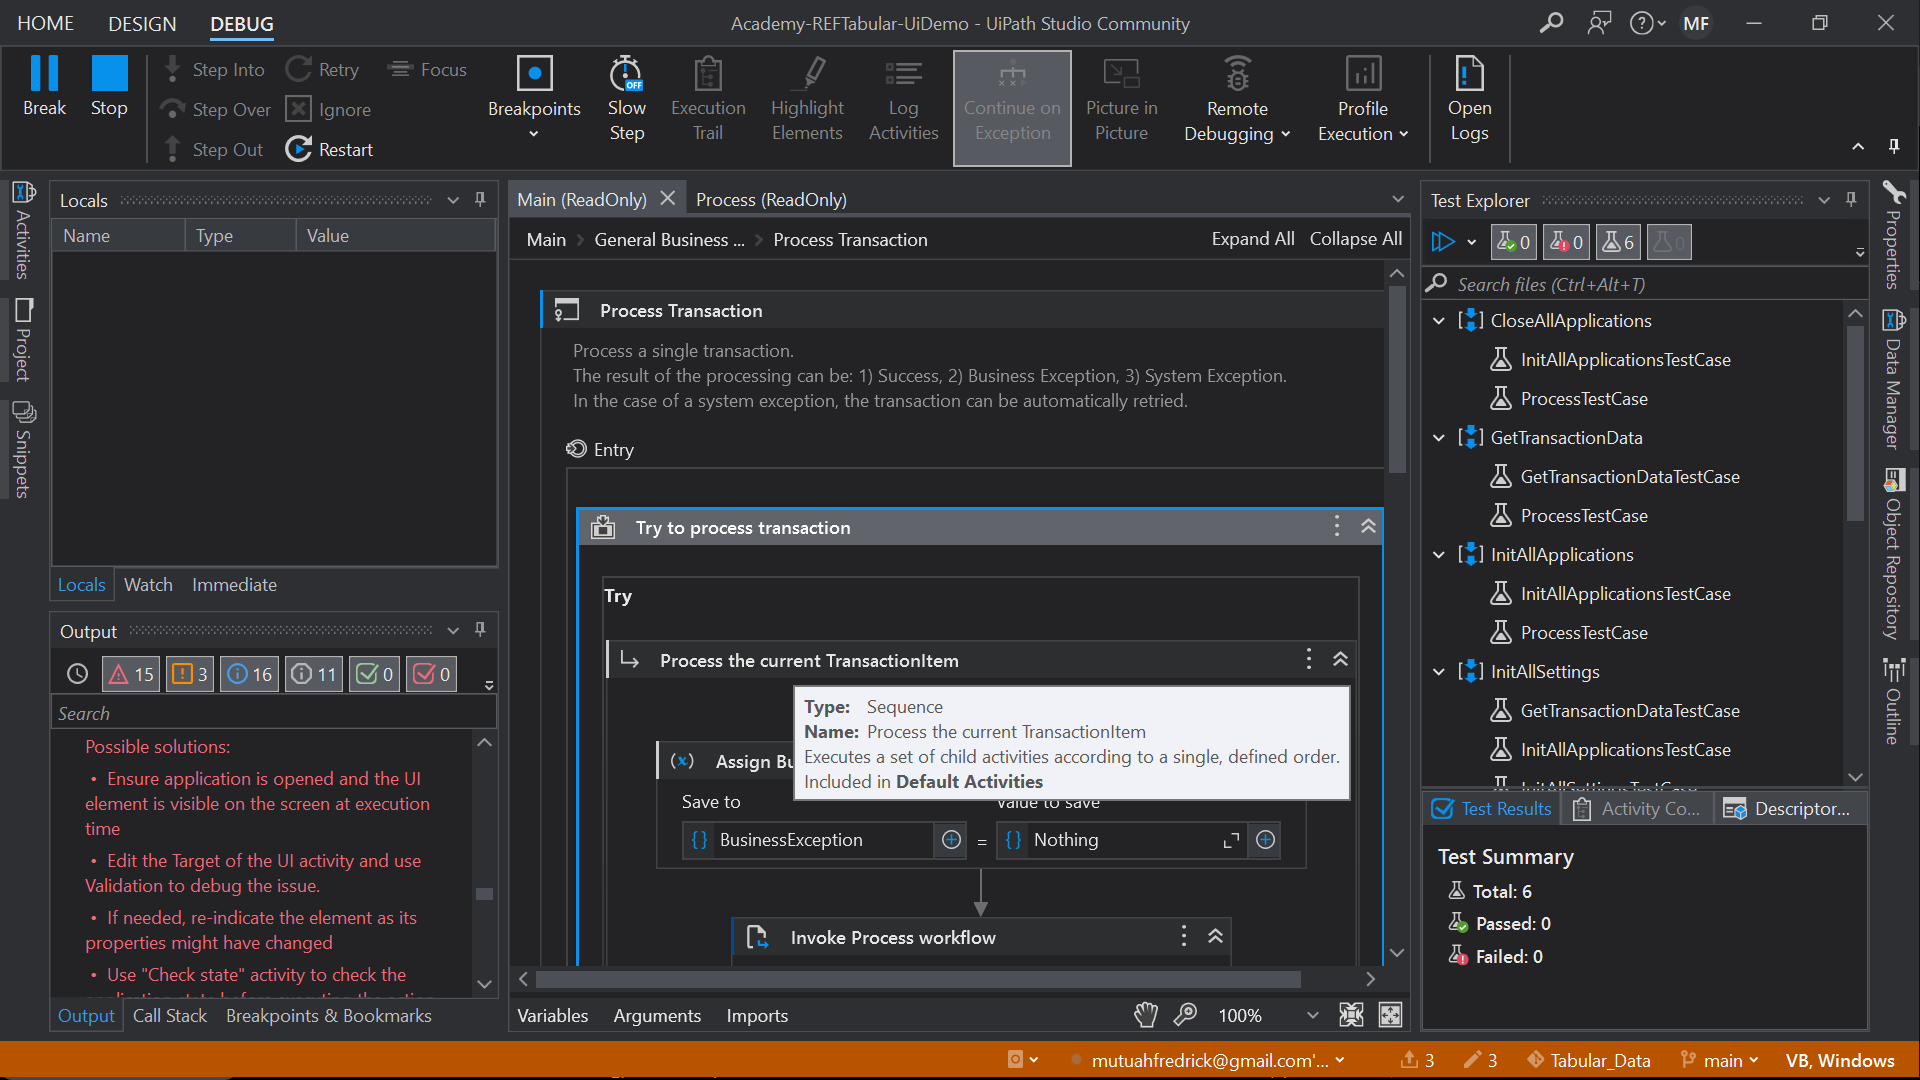 HOME DESIGN DEBUG
Academy-REFTabular-UiDemo - UiPath Studio Community
MF
Break
Stop
Step Into
Step Over
Step Out
Retry
Ignore
Restart
Focus
Breakpoints
Slow
Step
OFF
Execution
Trail
Highlight
Elements
Log
Activities
Continue on
Exception
Picture in
Picture
Remote
Debugging
Profile
Execution
Open
Logs
Activities
Project
Snippets
Locals
Name Type Value
Locals Watch Immediate
Output
15 3 16 11 0 0
Search
Possible solutions:
• Ensure application is opened and the UI
element is visible on the screen at execution
time
• Edit the Target of the UI activity and use
Validation to debug the issue.
• If needed, re-indicate the element as its
properties might have changed
• Use "Check state" activity to check the
Output Call Stack Breakpoints & Bookmarks
Main (ReadOnly) Process (ReadOnly)
Main > General Business ... > Process Transaction
Expand All Collapse All
Process Transaction
Process a single transaction.
The result of the processing can be: 1) Success, 2) Business Exception, 3) System Exception.
In the case of a system exception, the transaction can be automatically retried.
Entry
Try to process transaction
Try
Process the current TransactionItem
Type: Sequence
Name: Process the current TransactionItem
Executes a set of child activities according to a single, defined order.
Included in Default Activities
Assign Bu
Save to
Value to save
BusinessException = Nothing
Invoke Process workflow
Variables Arguments Imports
100%
Test Explorer
0 0 6 0
Search files (Ctrl+Alt+T)
CloseAllApplications
InitAllApplicationsTestCase
ProcessTestCase
GetTransactionData
GetTransactionDataTestCase
ProcessTestCase
InitAllApplications
InitAllApplicationsTestCase
ProcessTestCase
InitAllSettings
GetTransactionDataTestCase
InitAllApplicationsTestCase
InitAllSettingsTestCase
Test Results Activity Co... Descriptor...
Test Summary
Total: 6
Passed: 0
Failed: 0
Properties
Data Manager
Object Repository
Outline
mutuahfredrick@gmail.com'... 3 3 Tabular_Data main VB, Windows